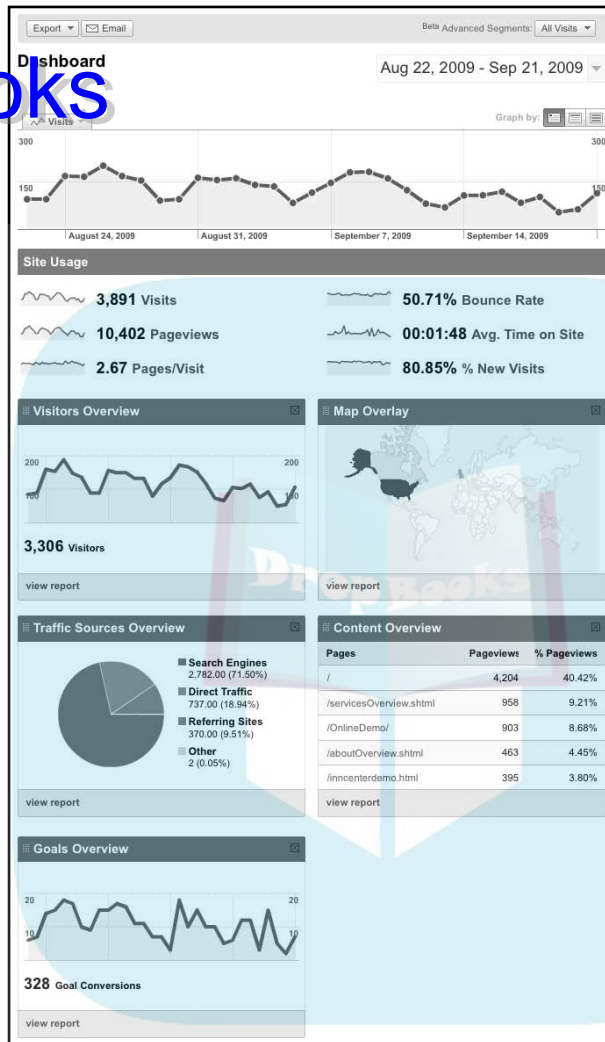 Export Email Beta Advanced Segments: All Visits
Dashboard
Aug 22, 2009 - Sep 21, 2009
oks
Visits Graph by:
300 300
150 150
August 24, 2009 August 31, 2009 September 7, 2009 September 14, 2009
Site Usage
3,891 Visits
50.71% Bounce Rate
10,402 Pageviews
00:01:48 Avg. Time on Site
2.67 Pages/Visit
80.85% % New Visits
Visitors Overview
200 200
100 100
3,306 Visitors
view report
Map Overlay
view report
DropBooks
Traffic Sources Overview
Search Engines
2,782.00 (71.50%)
Direct Traffic
737.00 (18.94%)
Referring Sites
370.00 (9.51%)
Other
2 (0.05%)
view report
Content Overview
Pages Pageviews % Pageviews
/ 4,204 40.42%
/servicesOverview.shtml 958 9.21%
/OnlineDemo/ 903 8.68%
/aboutOverview.shtml 463 4.45%
/inncenterdemo.html 395 3.80%
view report
Goals Overview
20 20
10 10
328 Goal Conversions
view report